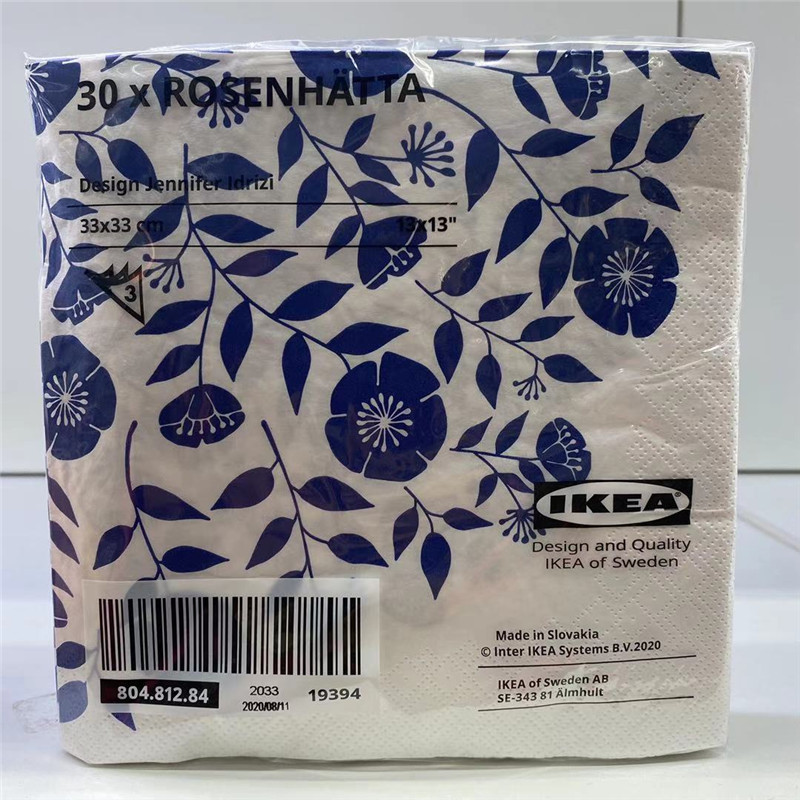 30 x ROSENHÄTTA
Design Jennifer Idrizi
33x33 cm 13x13"
3
IKEA®
Design and Quality
IKEA of Sweden
Made in Slovakia
© Inter IKEA Systems B.V.2020
IKEA of Sweden AB
SE-343 81 Älmhult
804.812.84
2033
2020/08/11
19394